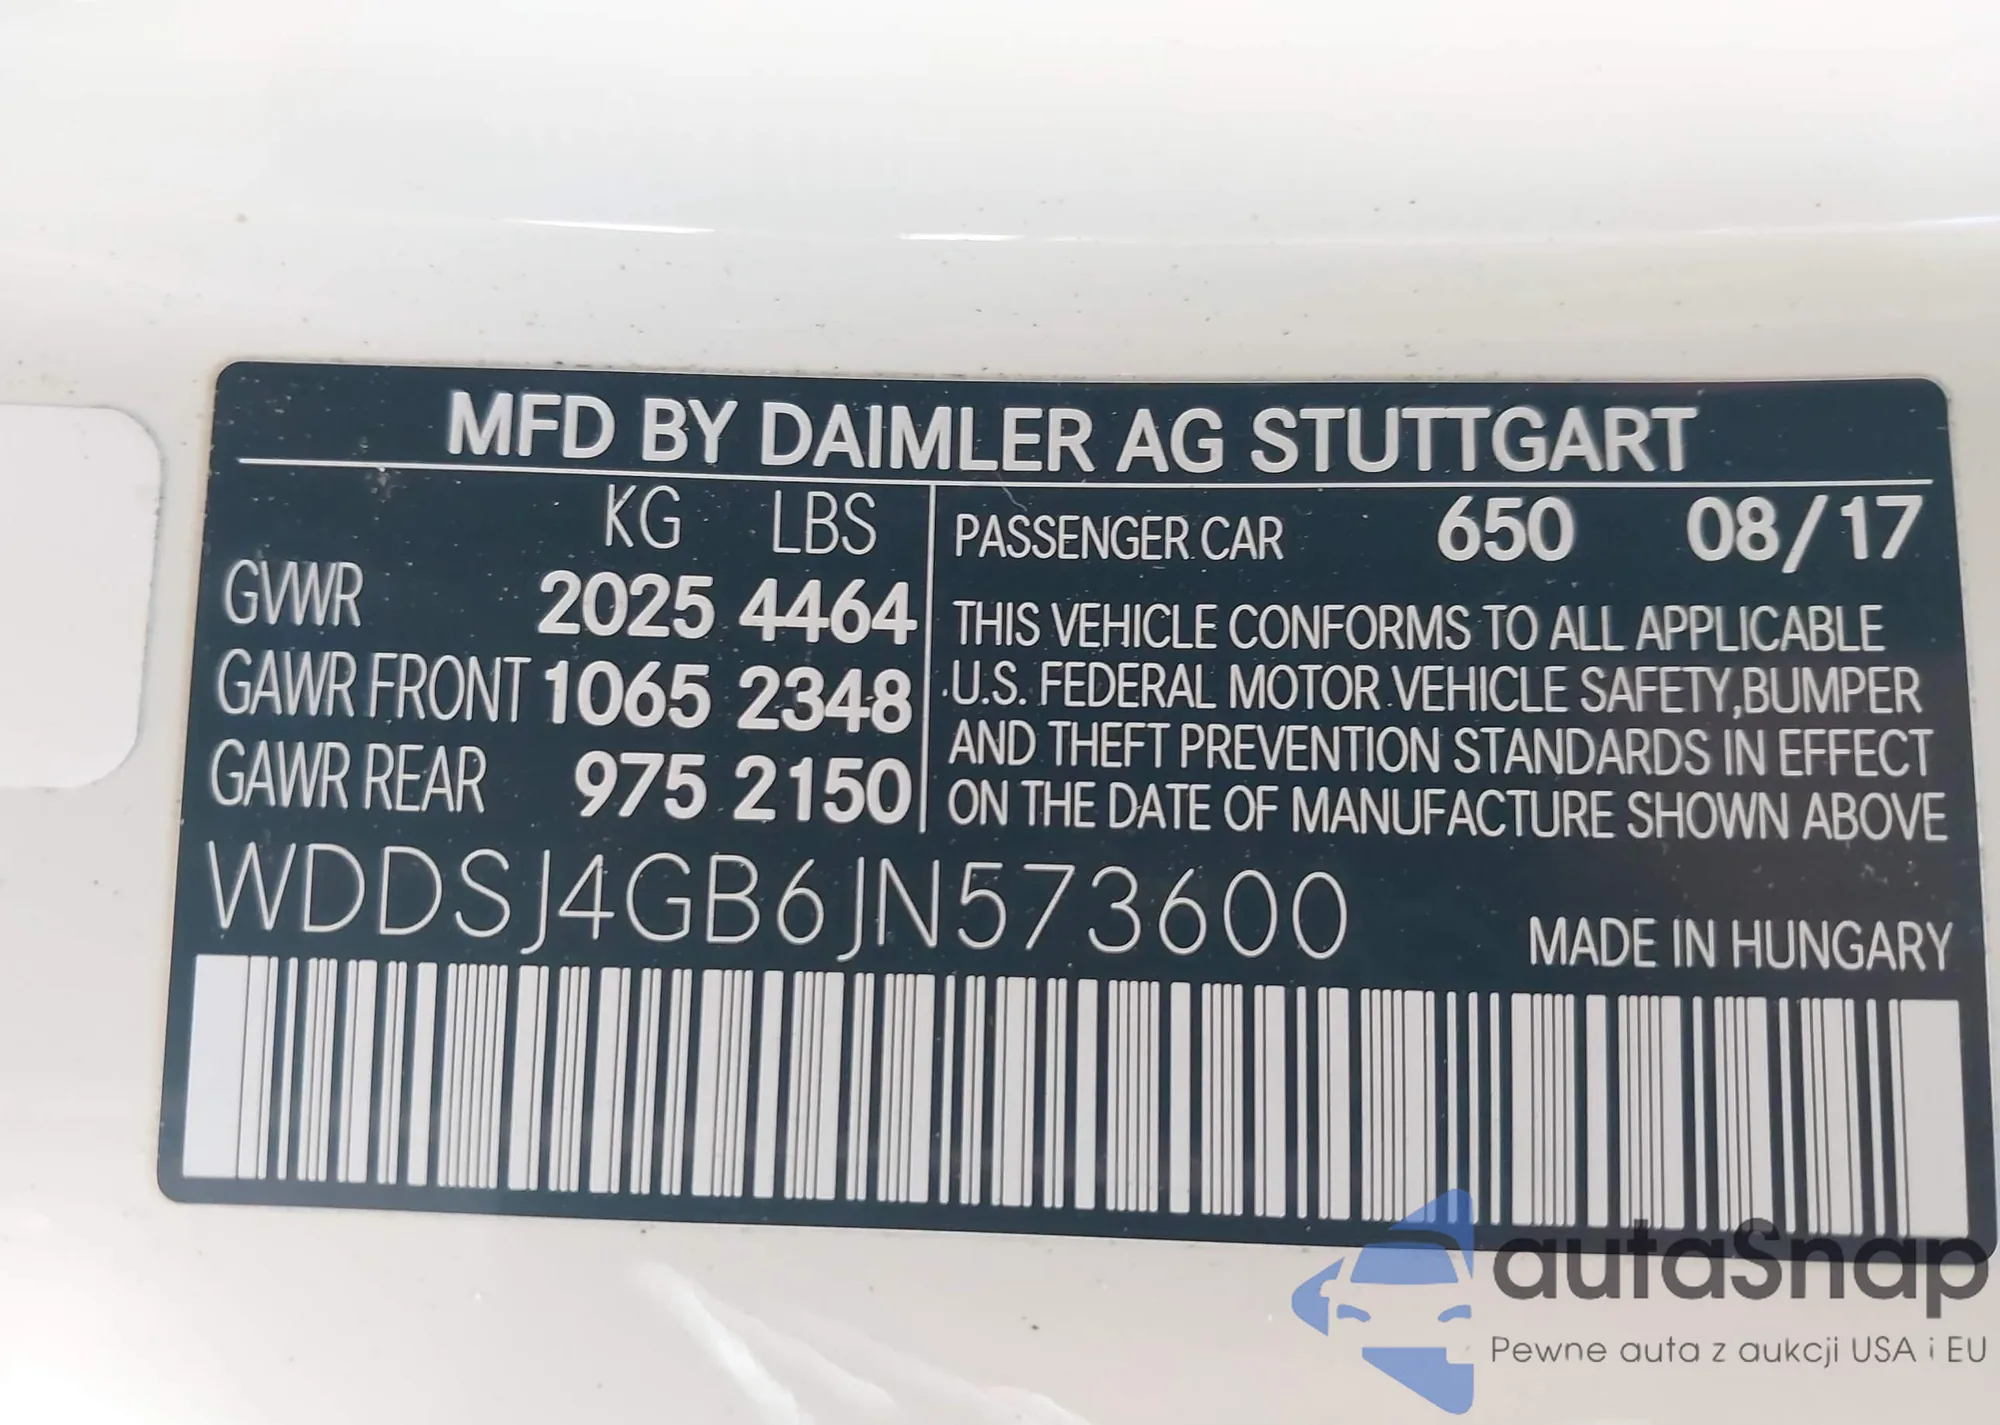 MFD BY DAIMLER AG STUTTGART
KG LBS
GVWR 2025 4464
GAWR FRONT 1065 2348
GAWR REAR 975 2150
PASSENGER CAR 650 08/17
THIS VEHICLE CONFORMS TO ALL APPLICABLE
U.S. FEDERAL MOTOR VEHICLE SAFETY,BUMPER
AND THEFT PREVENTION STANDARDS IN EFFECT
ON THE DATE OF MANUFACTURE SHOWN ABOVE
WDDSJ4GB6JN573600
MADE IN HUNGARY
autaSnap
Pewne auta z aukcji USA i EU